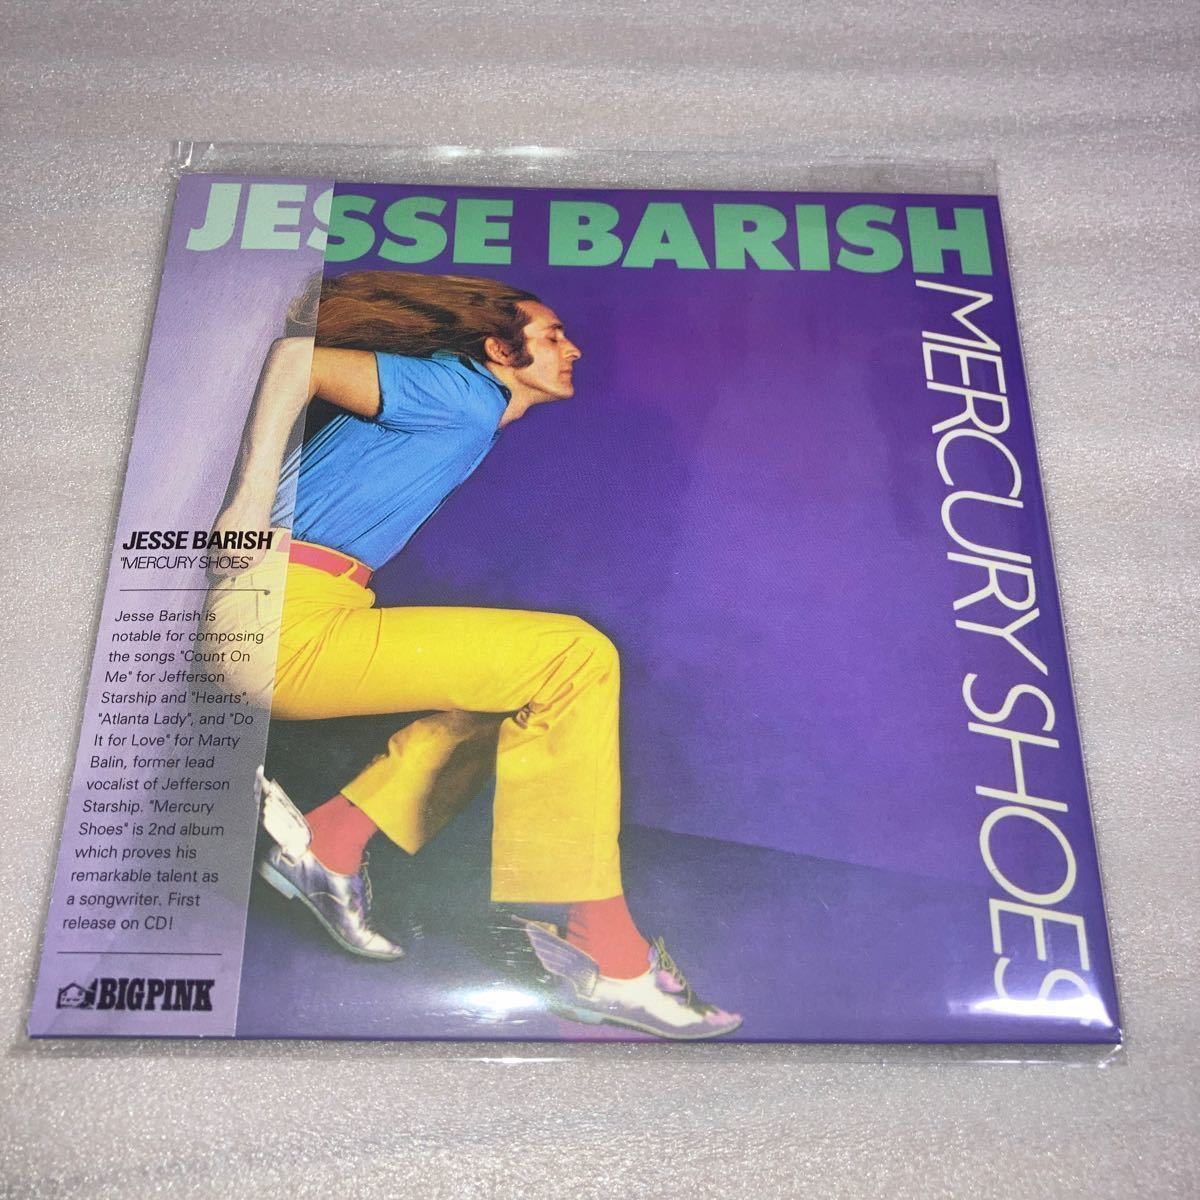 JESSE BARISH
MERCURY SHOES
JESSE BARISH
"MERCURY SHOES"
Jesse Barish is
notable for composing
the songs "Count On
Me" for Jefferson
Starship and "Hearts",
"Atlanta Lady", and "Do
It for Love" for Marty
Balin, former lead
vocalist of Jefferson
Starship. "Mercury
Shoes" is 2nd album
which proves his
remarkable talent as
a songwriter. First
release on CD!
BIGPINK